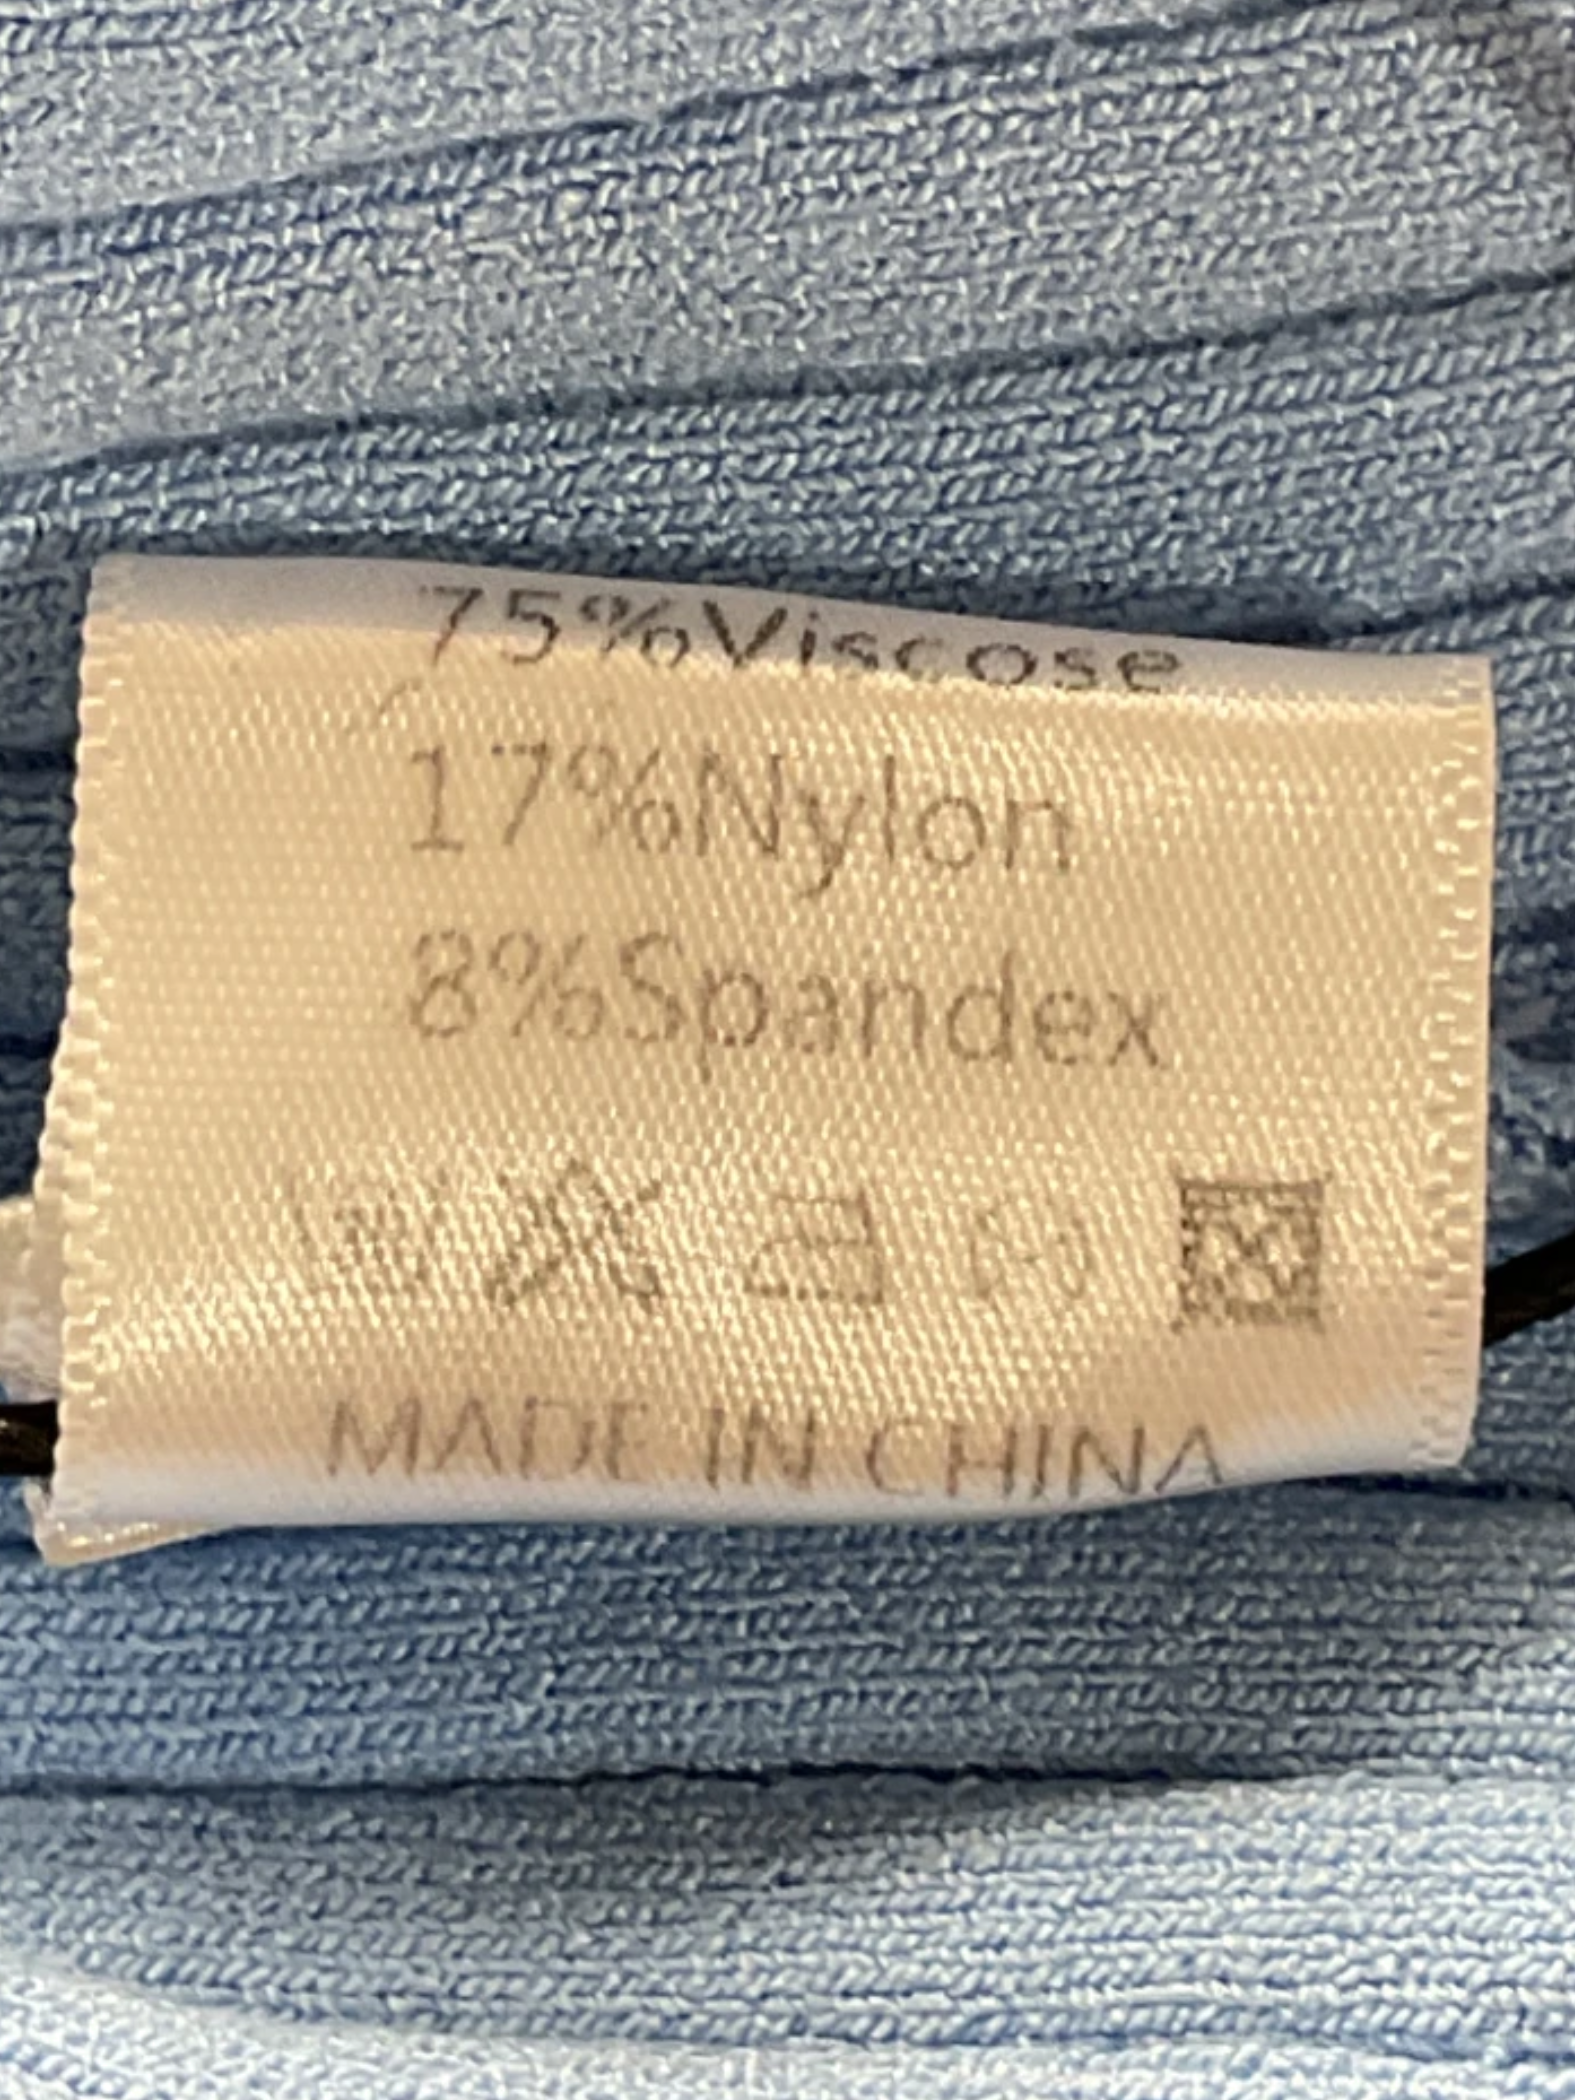 75%Viscose
17%Nylon
8%Spandex
MADE IN CHINA